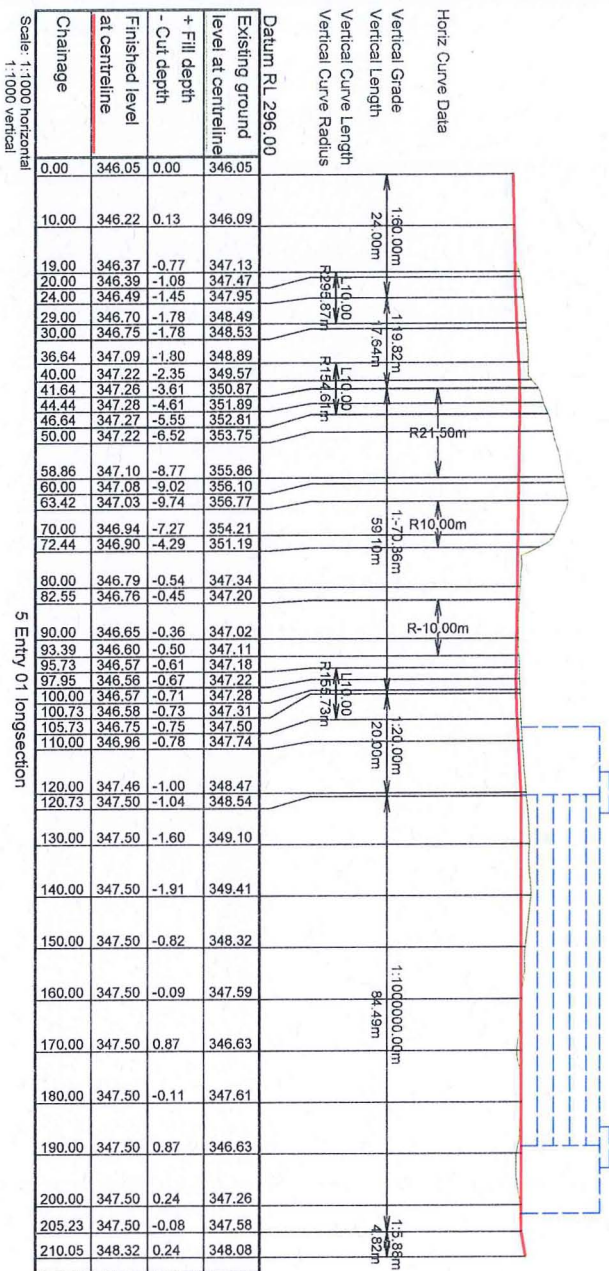 Horiz Curve Data
R21.50m
R10.00m
R-10.00m
Vertical Grade
1:60.00m
1:19.82m
1:-70.36m
1:20.00m
1:1000000.00m
1:5.88m
Vertical Length
24.00m
17.64m
59.10m
20.00m
84.49m
4.82m
Vertical Curve Length
L10.00
L10.00
L10.00
Vertical Curve Radius
R295.87m
R154.61m
R155.73m
Datum RL 296.00
Existing ground
level at centreline
346.05 346.09 347.13 347.47 347.95 348.49 348.53 348.89 349.57 350.87 351.89 352.81 353.75 355.86 356.10 356.77 354.21 351.19 347.34 347.20 347.02 347.11 347.18 347.22 347.28 347.31 347.50 347.74 348.47 348.54 349.10 349.41 348.32 347.59 346.63 347.61 346.63 347.26 347.58 348.08
+ Fill depth
- Cut depth
0.00 0.13 -0.77 -1.08 -1.45 -1.78 -1.78 -1.80 -2.35 -3.61 -4.61 -5.55 -6.52 -8.77 -9.02 -9.74 -7.27 -4.29 -0.54 -0.45 -0.36 -0.50 -0.61 -0.67 -0.71 -0.73 -0.75 -0.78 -1.00 -1.04 -1.60 -1.91 -0.82 -0.09 0.87 -0.11 0.87 0.24 -0.08 0.24
Finished level
at centreline
346.05 346.22 346.37 346.39 346.49 346.70 346.75 347.09 347.22 347.26 347.28 347.27 347.22 347.10 347.08 347.03 346.94 346.90 346.79 346.76 346.65 346.60 346.57 346.56 346.57 346.58 346.75 346.96 347.46 347.50 347.50 347.50 347.50 347.50 347.50 347.50 347.50 347.50 347.50 348.32
Chainage
0.00 10.00 19.00 20.00 24.00 29.00 30.00 36.64 40.00 41.64 44.44 46.64 50.00 58.86 60.00 63.42 70.00 72.44 80.00 82.55 90.00 93.39 95.73 97.95 100.00 100.73 105.73 110.00 120.00 120.73 130.00 140.00 150.00 160.00 170.00 180.00 190.00 200.00 205.23 210.05
Scale: 1:1000 horizontal
1:1000 vertical
5 Entry 01 longsection